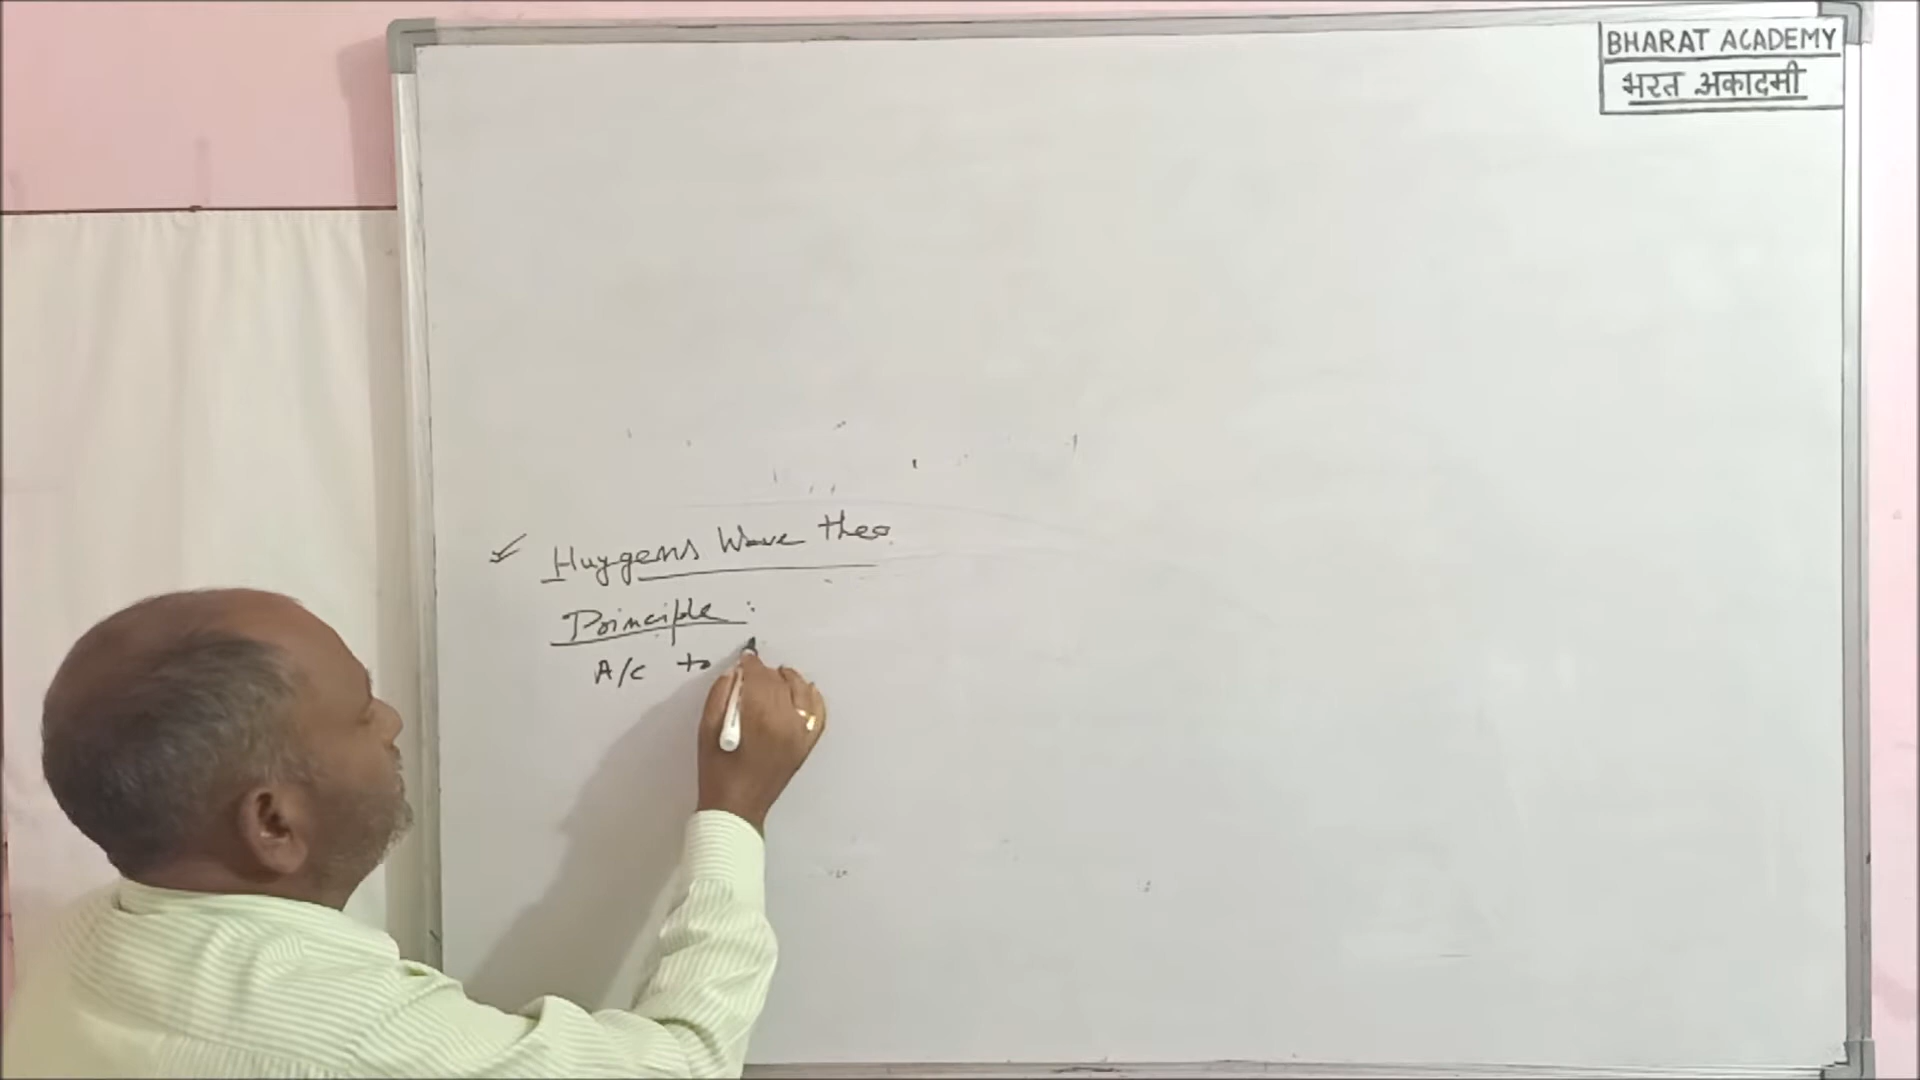 BHARAT ACADEMY
भरत अकादमी
Huygens Wave theo
Principle :
A/c to